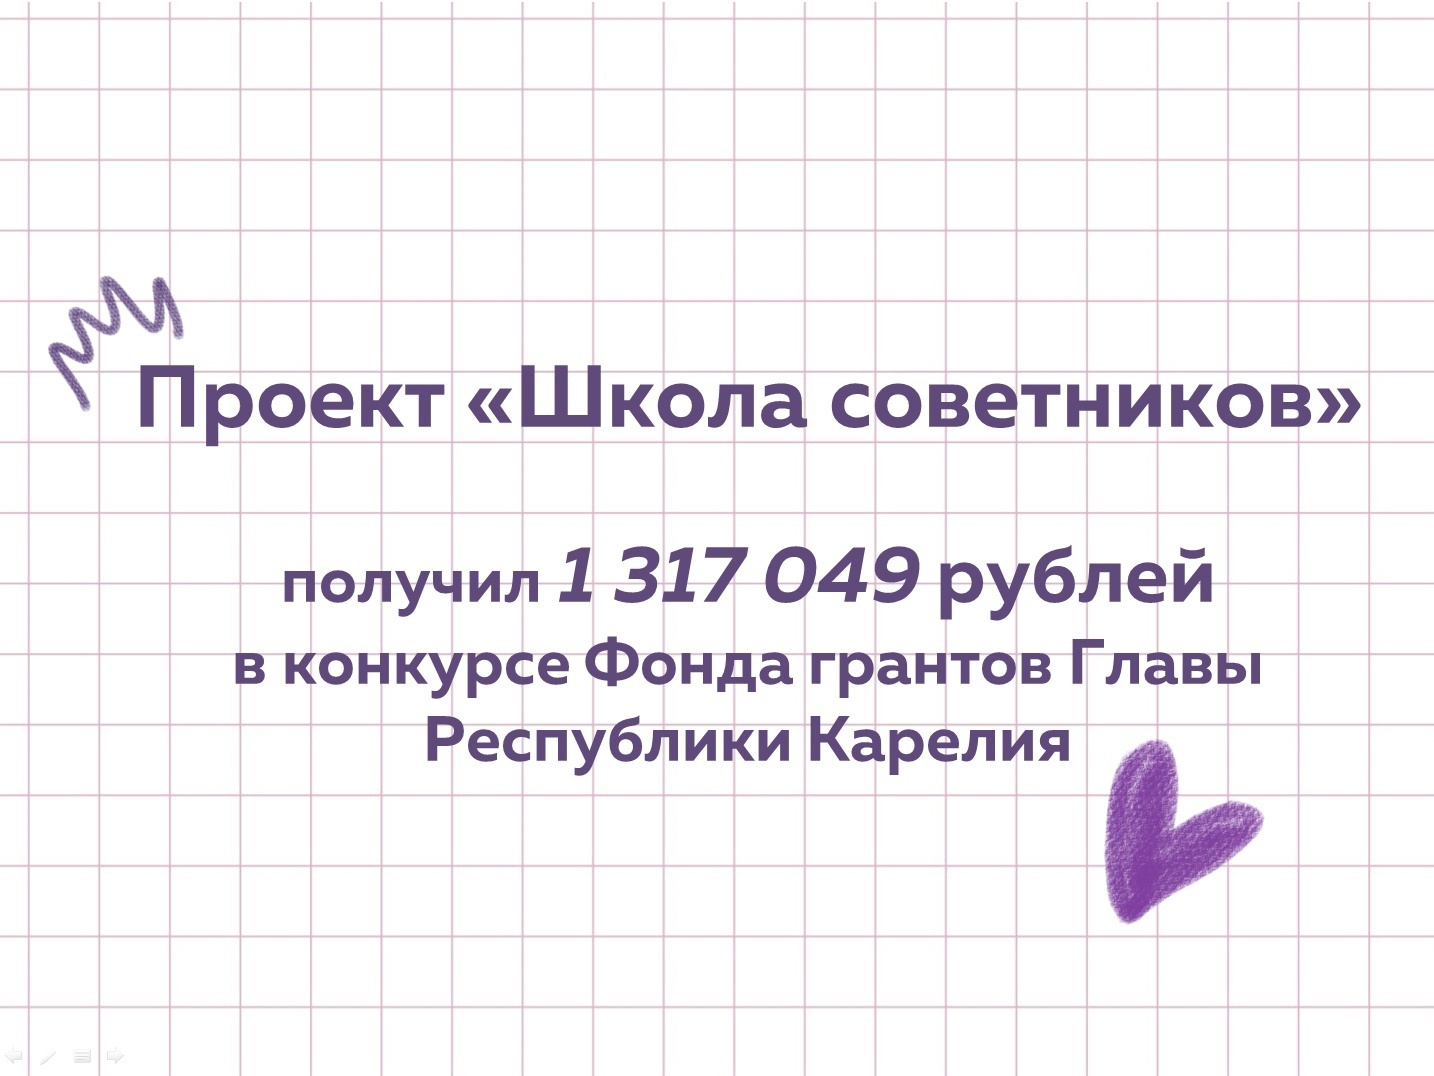 Проект «Школа советников»
получил 1 317 049 рублей
в конкурсе Фонда грантов Главы
Республики Карелия